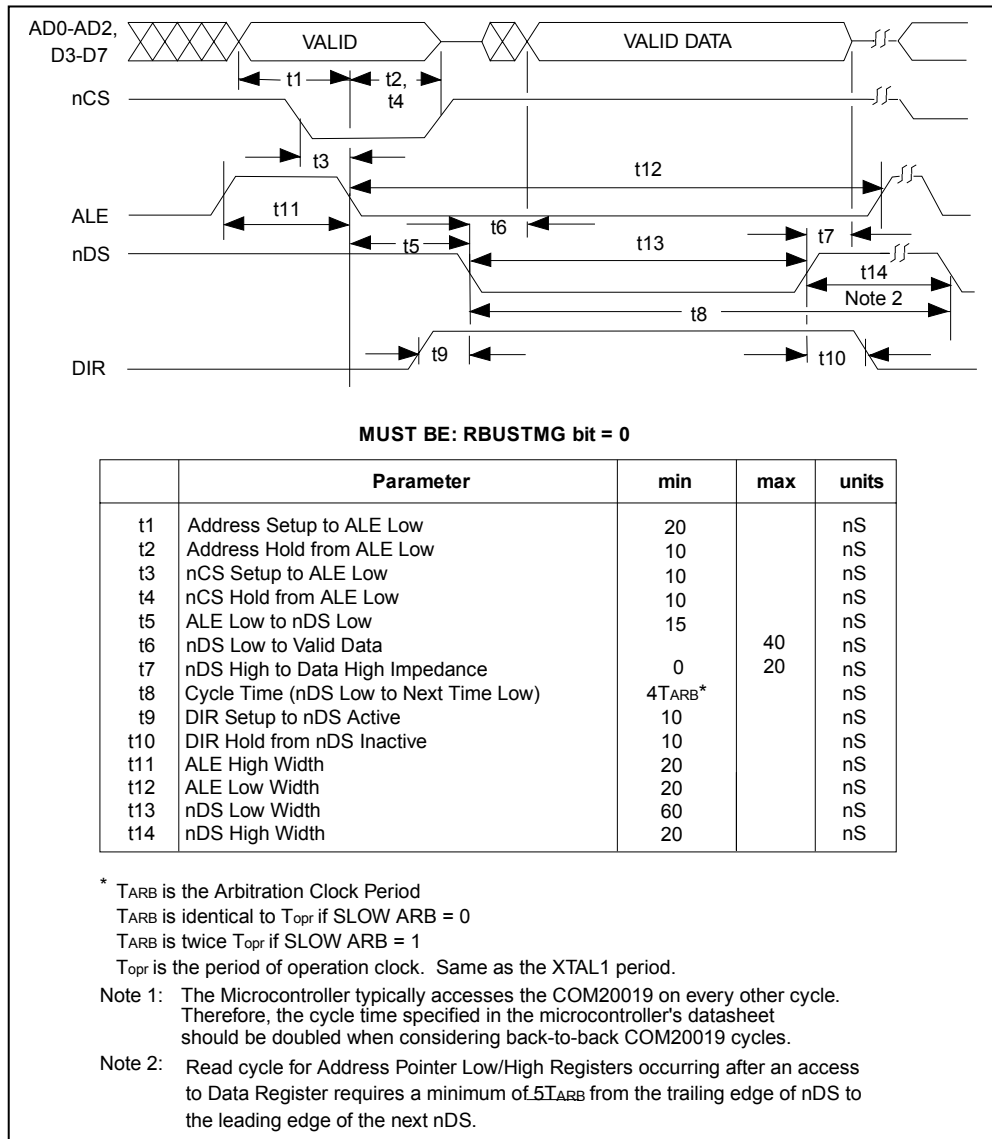 AD0-AD2,
D3-D7
VALID
VALID DATA
t1
t2,
t4
nCS
t3
t12
ALE
t11
t6
t7
t5
nDS
t13
t14
Note 2
t8
t9
t10
DIR
MUST BE: RBUSTMG bit = 0
Parameter min max units
t1 Address Setup to ALE Low 20 nS
t2 Address Hold from ALE Low 10 nS
t3 nCS Setup to ALE Low 10 nS
t4 nCS Hold from ALE Low 10 nS
t5 ALE Low to nDS Low 15 nS
t6 nDS Low to Valid Data 40 nS
t7 nDS High to Data High Impedance 0 20 nS
t8 Cycle Time (nDS Low to Next Time Low) 4TARB* nS
t9 DIR Setup to nDS Active 10 nS
t10 DIR Hold from nDS Inactive 10 nS
t11 ALE High Width 20 nS
t12 ALE Low Width 20 nS
t13 nDS Low Width 60 nS
t14 nDS High Width 20 nS
* TARB is the Arbitration Clock Period
TARB is identical to Topr if SLOW ARB = 0
TARB is twice Topr if SLOW ARB = 1
Topr is the period of operation clock. Same as the XTAL1 period.
Note 1: The Microcontroller typically accesses the COM20019 on every other cycle.
Therefore, the cycle time specified in the microcontroller's datasheet
should be doubled when considering back-to-back COM20019 cycles.
Note 2: Read cycle for Address Pointer Low/High Registers occurring after an access
to Data Register requires a minimum of 5TARB from the trailing edge of nDS to
the leading edge of the next nDS.